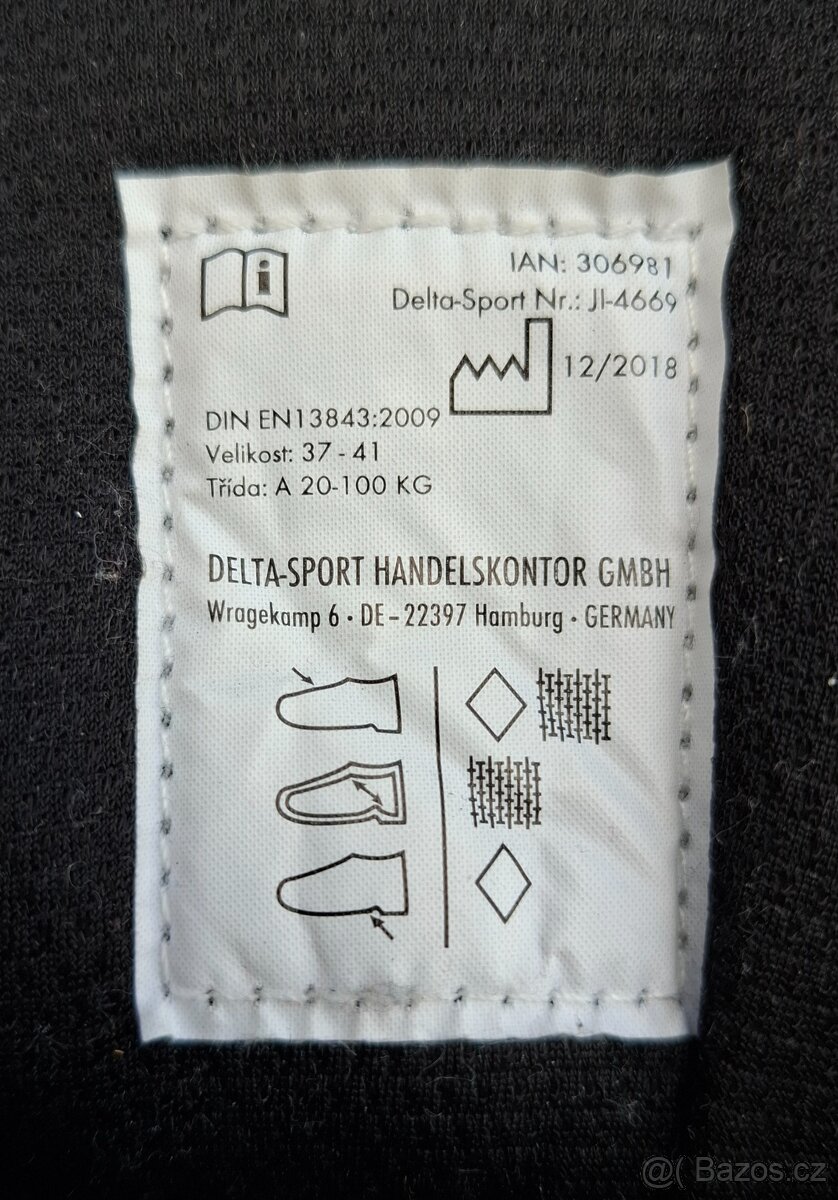 i
IAN: 306981
Delta-Sport Nr.: JI-4669
12/2018
DIN EN13843:2009
Velikost: 37 - 41
Třída: A 20-100 KG
DELTA-SPORT HANDELSKONTOR GMBH
Wragekamp 6 · DE-22397 Hamburg · GERMANY
@( Bazos.cz